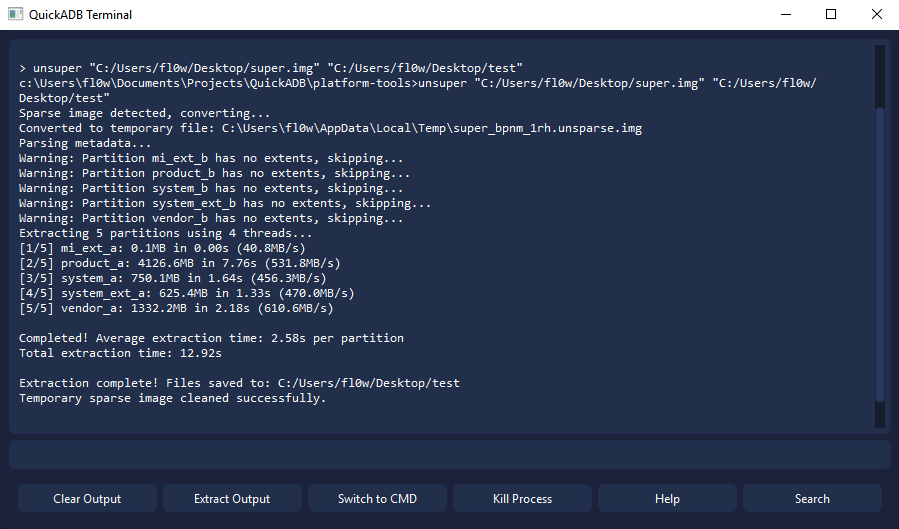 QuickADB Terminal
> unsuper "C:/Users/fl0w/Desktop/super.img" "C:/Users/fl0w/Desktop/test"
c:\Users\fl0w\Documents\Projects\QuickADB\platform-tools>unsuper "C:/Users/fl0w/Desktop/super.img" "C:/Users/fl0w/
Desktop/test"
Sparse image detected, converting...
Converted to temporary file: C:\Users\fl0w\AppData\Local\Temp\super_bpnm_1rh.unsparse.img
Parsing metadata...
Warning: Partition mi_ext_b has no extents, skipping...
Warning: Partition product_b has no extents, skipping...
Warning: Partition system_b has no extents, skipping...
Warning: Partition system_ext_b has no extents, skipping...
Warning: Partition vendor_b has no extents, skipping...
Extracting 5 partitions using 4 threads...
[1/5] mi_ext_a: 0.1MB in 0.00s (40.8MB/s)
[2/5] product_a: 4126.6MB in 7.76s (531.8MB/s)
[3/5] system_a: 750.1MB in 1.64s (456.3MB/s)
[4/5] system_ext_a: 625.4MB in 1.33s (470.0MB/s)
[5/5] vendor_a: 1332.2MB in 2.18s (610.6MB/s)
Completed! Average extraction time: 2.58s per partition
Total extraction time: 12.92s
Extraction complete! Files saved to: C:/Users/fl0w/Desktop/test
Temporary sparse image cleaned successfully.
Clear Output
Extract Output
Switch to CMD
Kill Process
Help
Search